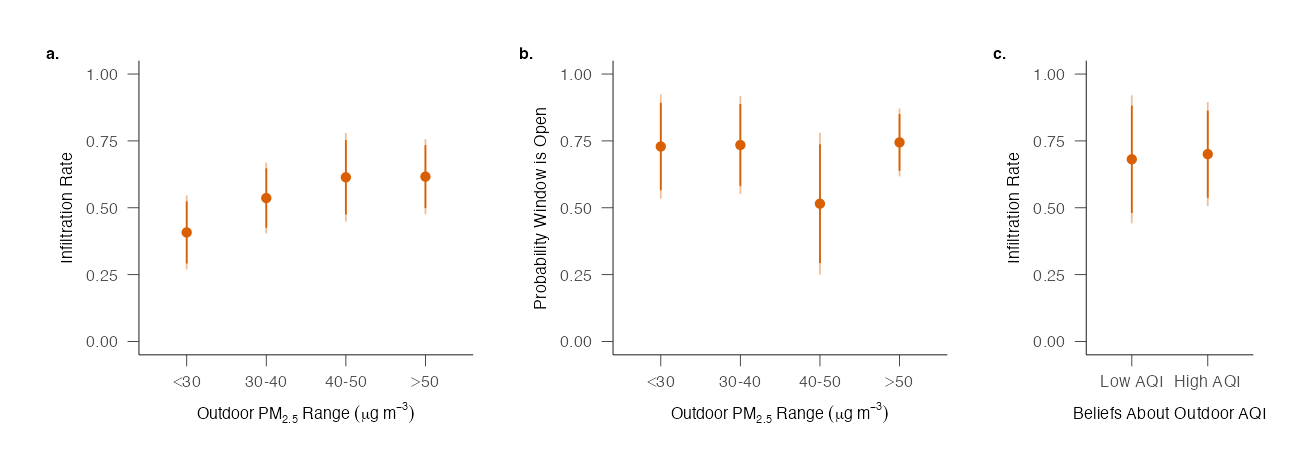 a.
1.00
0.75
0.50
0.25
0.00
Infiltration Rate
<30 30-40 40-50 >50
Outdoor PM2.5 Range (μg m−3)
b.
1.00
0.75
0.50
0.25
0.00
Probability Window is Open
<30 30-40 40-50 >50
Outdoor PM2.5 Range (μg m−3)
c.
1.00
0.75
0.50
0.25
0.00
Infiltration Rate
Low AQI High AQI
Beliefs About Outdoor AQI